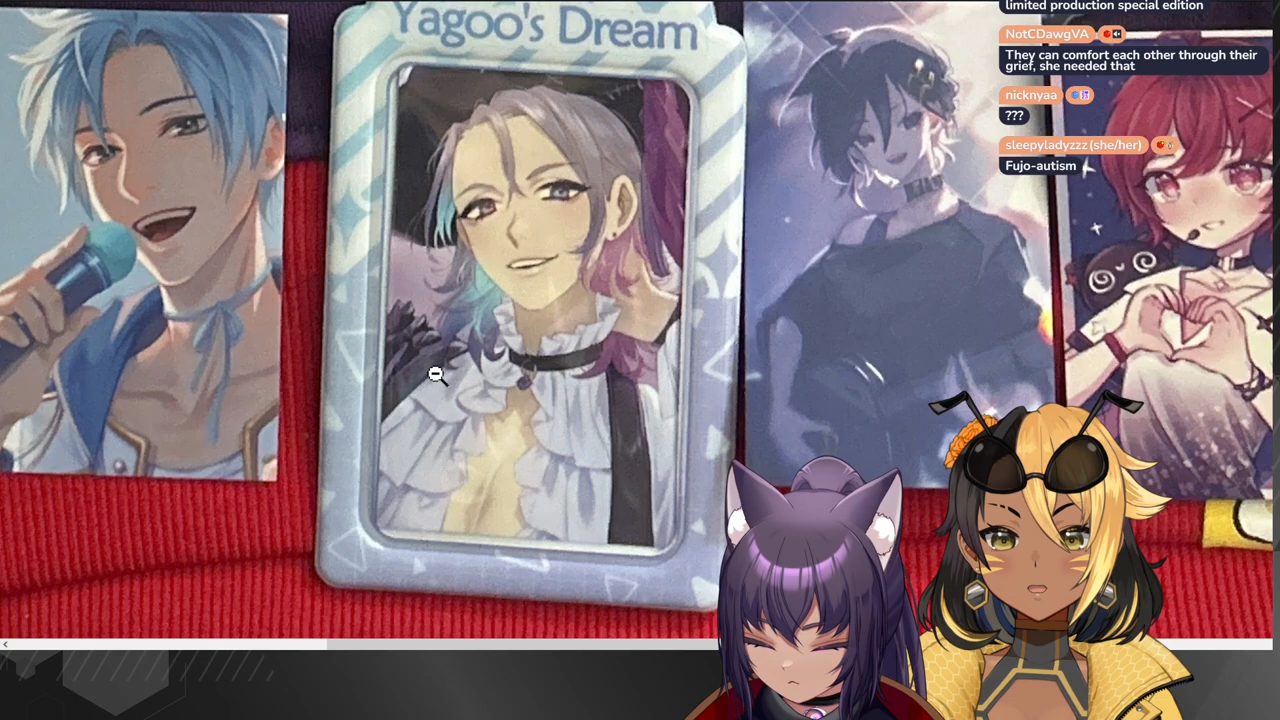 Yagoo's Dream
limited production special edition
NotCDawgVA
They can comfort each other through their
grief, she needed that
nicknyaa
???
sleepyladyzzz(she/her)
Fujo-autism